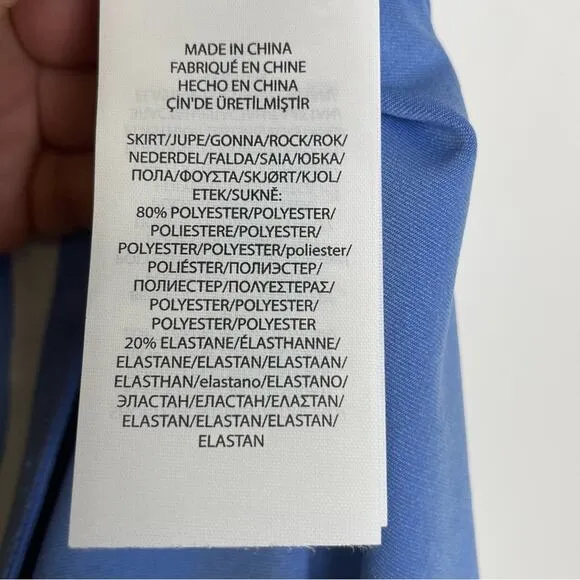 MADE IN CHINA
FABRIQUÉ EN CHINE
HECHO EN CHINA
ÇİN'DE ÜRETİLMİŞTİR
SKIRT/JUPE/GONNA/ROCK/ROK/
NEDERDEL/FALDA/SAIA/ЮБКА/
ПОЛА/ΦΟΥΣΤΑ/SKJØRT/KJOL/
ETEK/SUKNĚ:
80% POLYESTER/POLYESTER/
POLIESTERE/POLYESTER/
POLYESTER/POLYESTER/poliester/
POLIÉSTER/ПОЛИЭСТЕР/
ПОЛИЕСТЕР/ΠΟΛΥΕΣΤΕΡΑΣ/
POLYESTER/POLYESTER/
POLYESTER/POLYESTER
20% ELASTANE/ÉLASTHANNE/
ELASTANE/ELASTAN/ELASTAAN/
ELASTHAN/elastano/ELASTANO/
ЭЛАСТАН/ЕЛАСТАН/ΕΛΑΣΤΑΝ/
ELASTAN/ELASTAN/ELASTAN/
ELASTAN